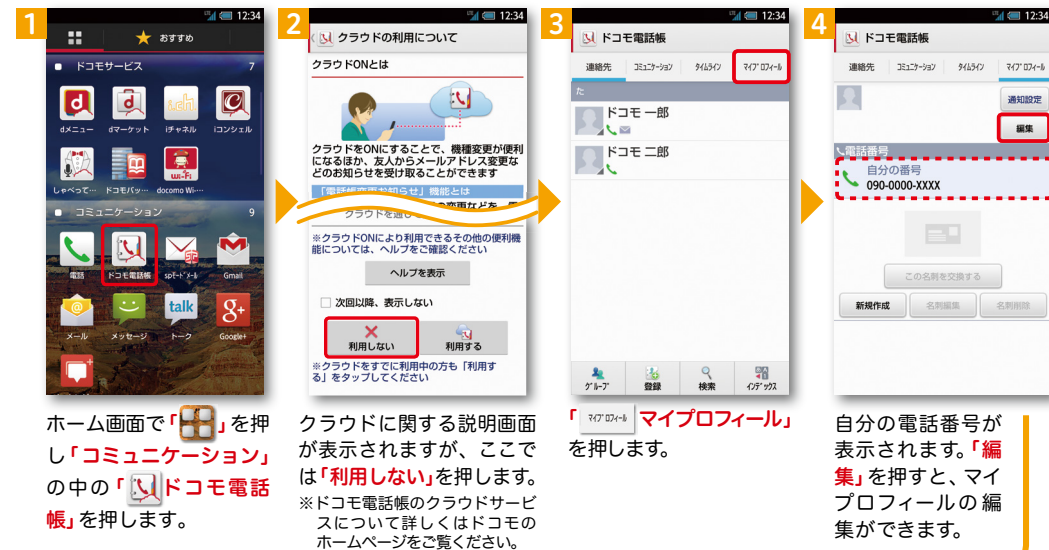 1
12:34
おすすめ
ドコモサービス 7
dメニュー dマーケット iチャネル iコンシェル
しゃべって… ドコモバッ… docomo Wi-…
コミュニケーション 9
電話 ドコモ電話帳 spモードメール Gmail
メール メッセージ トーク Google+
ホーム画面で「 」を押
し「コミュニケーション」
の中の「 ドコモ電話
帳」を押します。
2
12:34
クラウドの利用について
クラウドONとは
クラウドをONにすることで、機種変更が便利
になるほか、友人からメールアドレス変更な
どのお知らせを受け取ることができます
「電話帳変更お知らせ」機能とは
クラウドを通し
※クラウドONにより利用できるその他の便利機
能については、ヘルプをご確認ください
ヘルプを表示
次回以降、表示しない
利用しない 利用する
※クラウドをすでに利用中の方も「利用す
る」をタップしてください
クラウドに関する説明画面
が表示されますが、ここで
は「利用しない」を押します。
※ドコモ電話帳のクラウドサービ
スについて詳しくはドコモの
ホームページをご覧ください。
3
12:34
ドコモ電話帳
連絡先 コミュニケーション タイムライン マイプロフィール
た
ドコモ 一郎
ドコモ 二郎
グループ 登録 検索 インデックス
「 マイプロフィール マイプロフィール」
を押します。
4
12:34
ドコモ電話帳
連絡先 コミュニケーション タイムライン マイプロフィール
通知設定
編集
電話番号
自分の番号
090-0000-XXXX
この名刺を交換する
新規作成 名刺編集 名刺削除
自分の電話番号が
表示されます。「編
集」を押すと、マイ
プロフィールの編
集ができます。